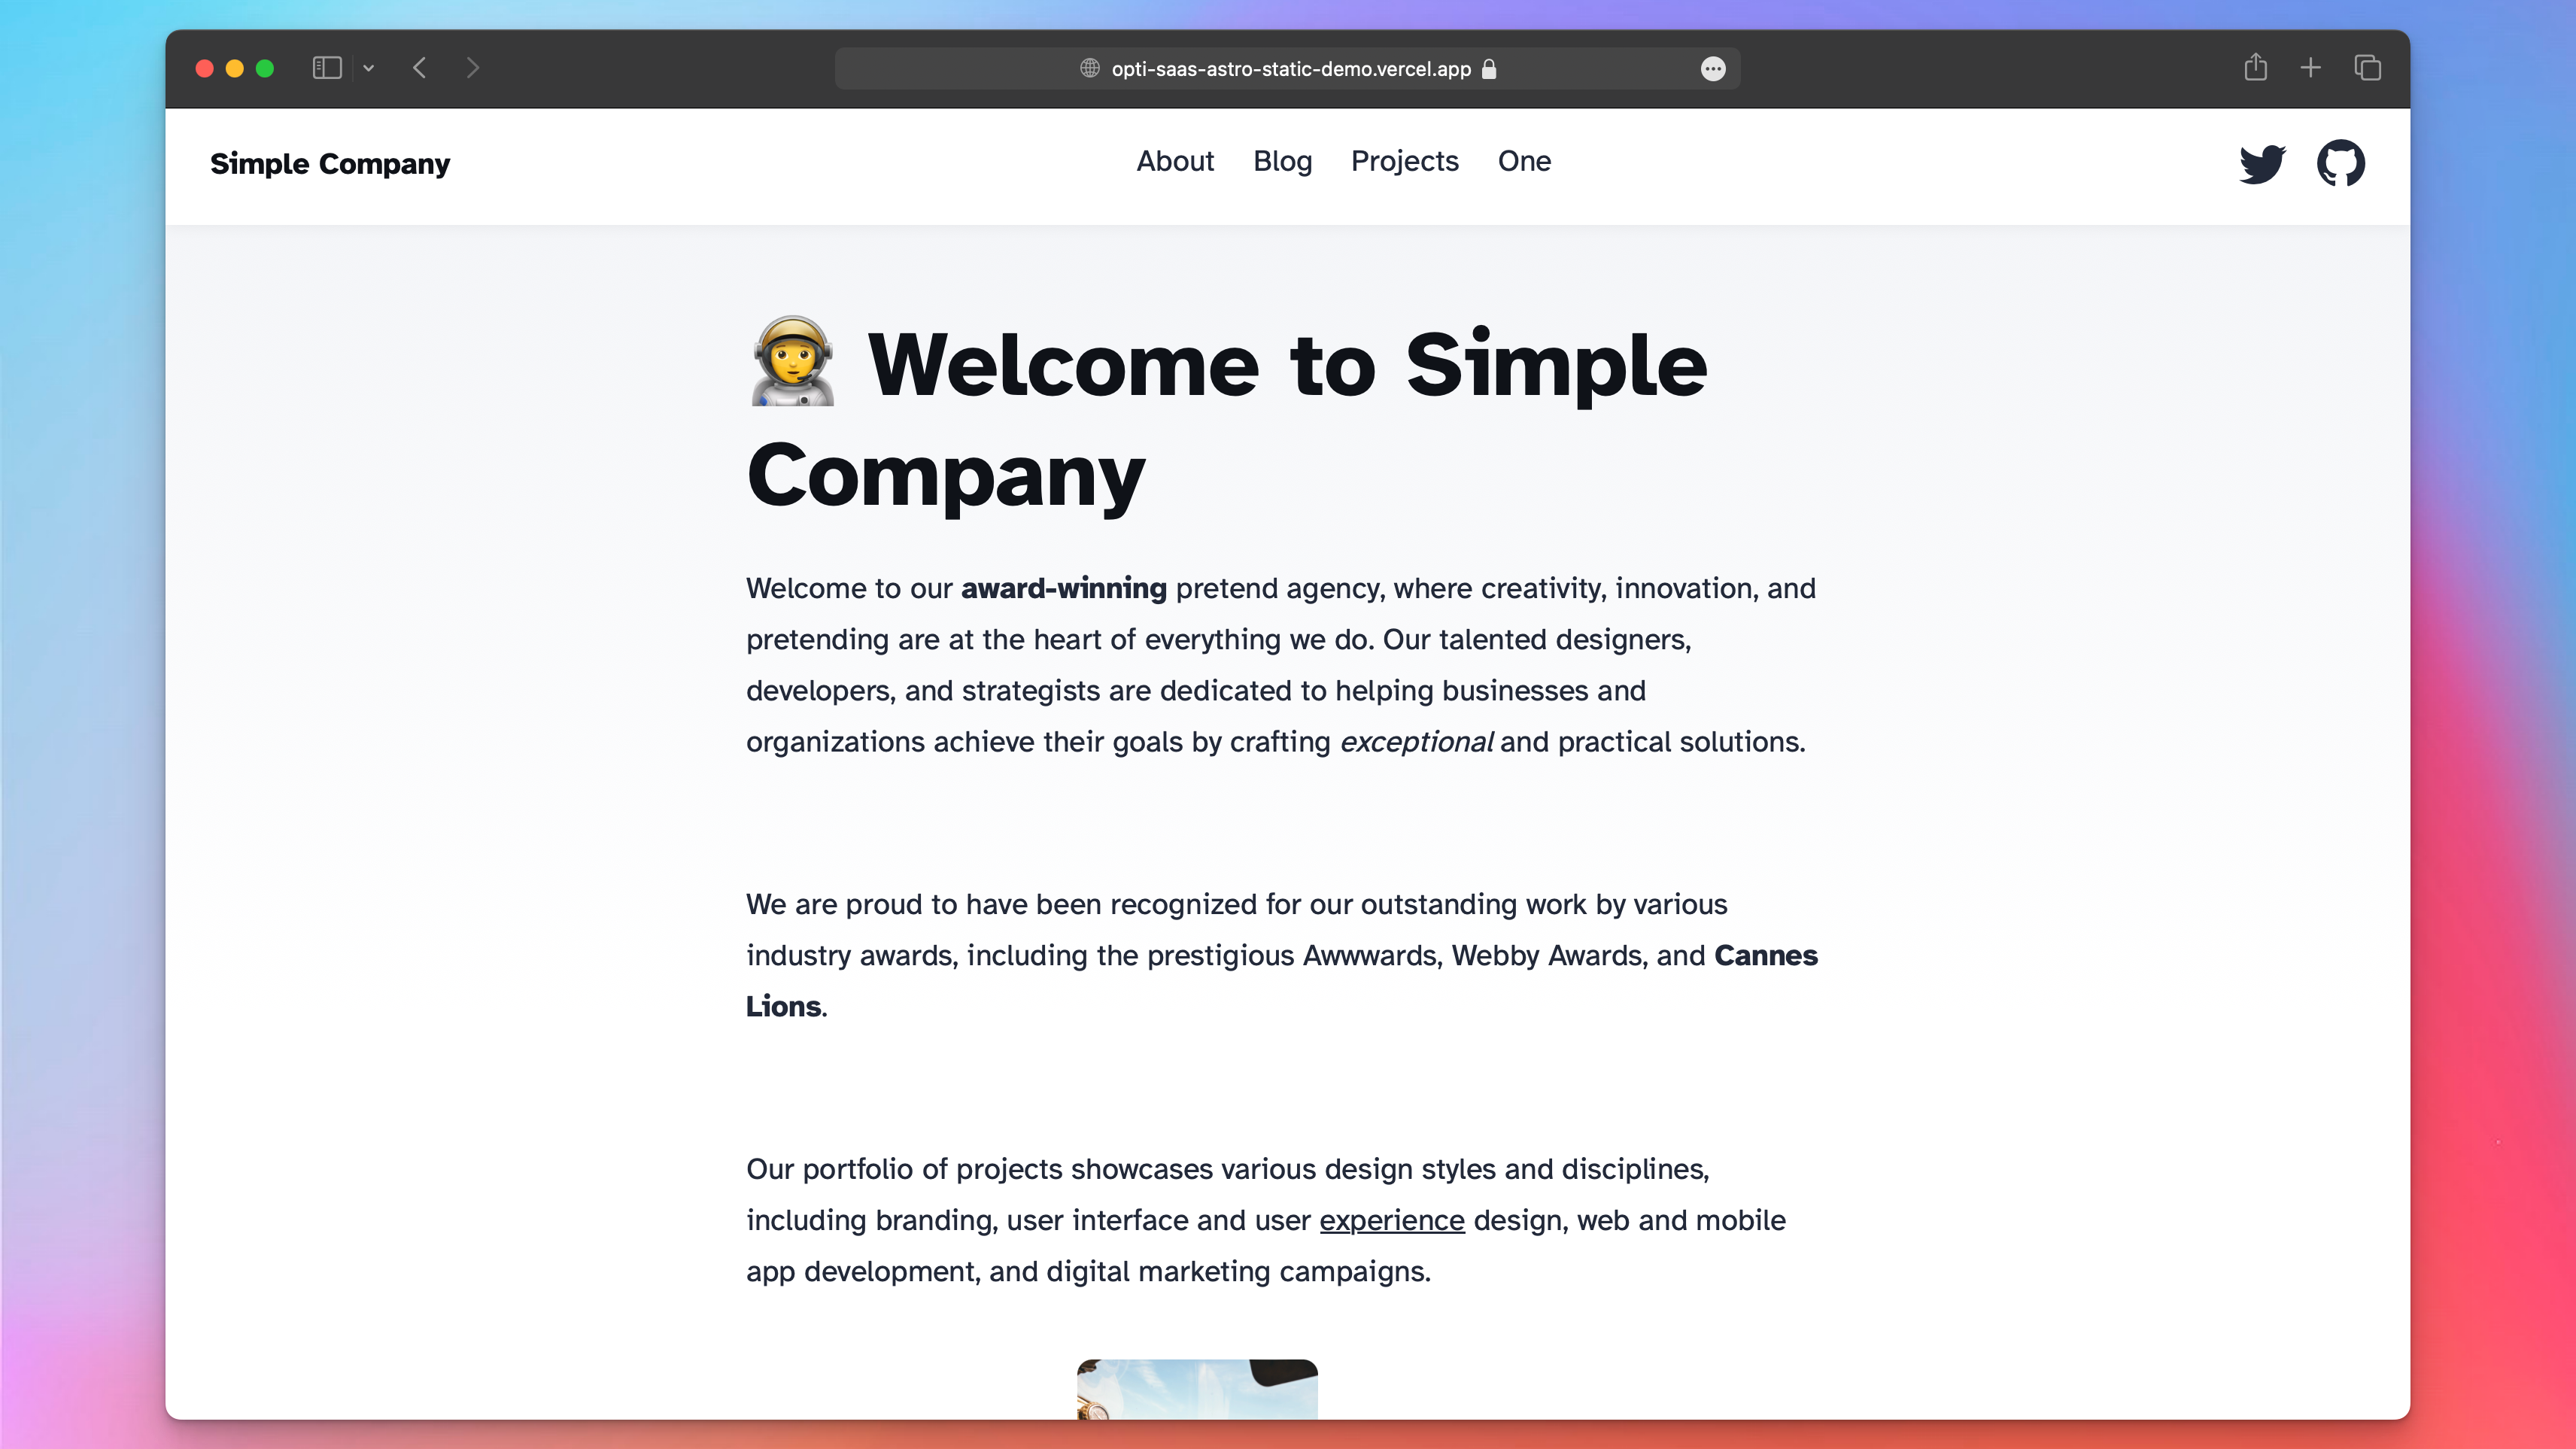 opti-saas-astro-static-demo.vercel.app
Simple Company
About Blog Projects One
🧑‍🚀 Welcome to Simple
Company
Welcome to our award-winning pretend agency, where creativity, innovation, and
pretending are at the heart of everything we do. Our talented designers,
developers, and strategists are dedicated to helping businesses and
organizations achieve their goals by crafting exceptional and practical solutions.
We are proud to have been recognized for our outstanding work by various
industry awards, including the prestigious Awwwards, Webby Awards, and Cannes
Lions.
Our portfolio of projects showcases various design styles and disciplines,
including branding, user interface and user experience design, web and mobile
app development, and digital marketing campaigns.